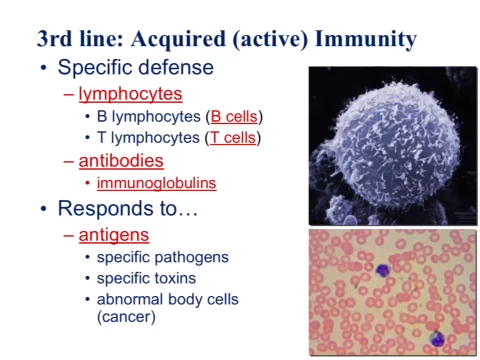 3rd line: Acquired (active) Immunity
• Specific defense
– lymphocytes
• B lymphocytes (B cells)
• T lymphocytes (T cells)
– antibodies
• immunoglobulins
• Responds to…
– antigens
• specific pathogens
• specific toxins
• abnormal body cells
(cancer)